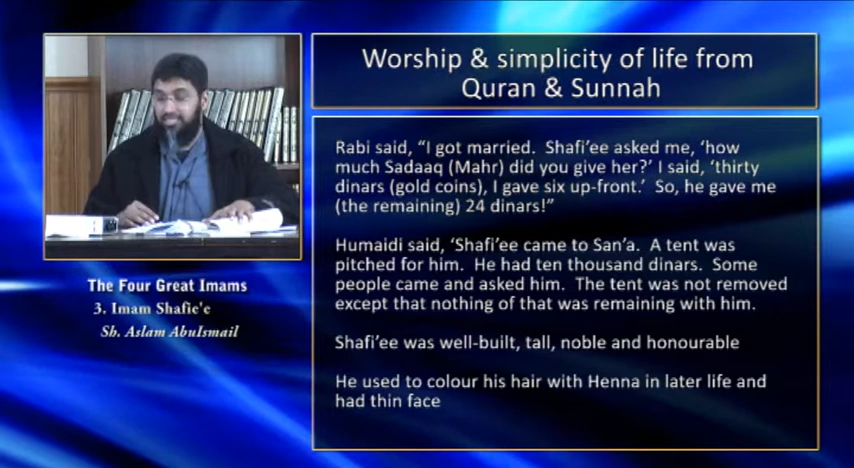 Worship & simplicity of life from
Quran & Sunnah
Rabi said, “I got married. Shafi'ee asked me, ‘how
much Sadaaq (Mahr) did you give her?’ I said, ‘thirty
dinars (gold coins), I gave six up-front.’ So, he gave me
(the remaining) 24 dinars!”
Humaidi said, ‘Shafi'ee came to San'a. A tent was
pitched for him. He had ten thousand dinars. Some
people came and asked him. The tent was not removed
except that nothing of that was remaining with him.
Shafi'ee was well-built, tall, noble and honourable
He used to colour his hair with Henna in later life and
had thin face
The Four Great Imams
3. Imam Shafie'e
Sh. Aslam AbuIsmail